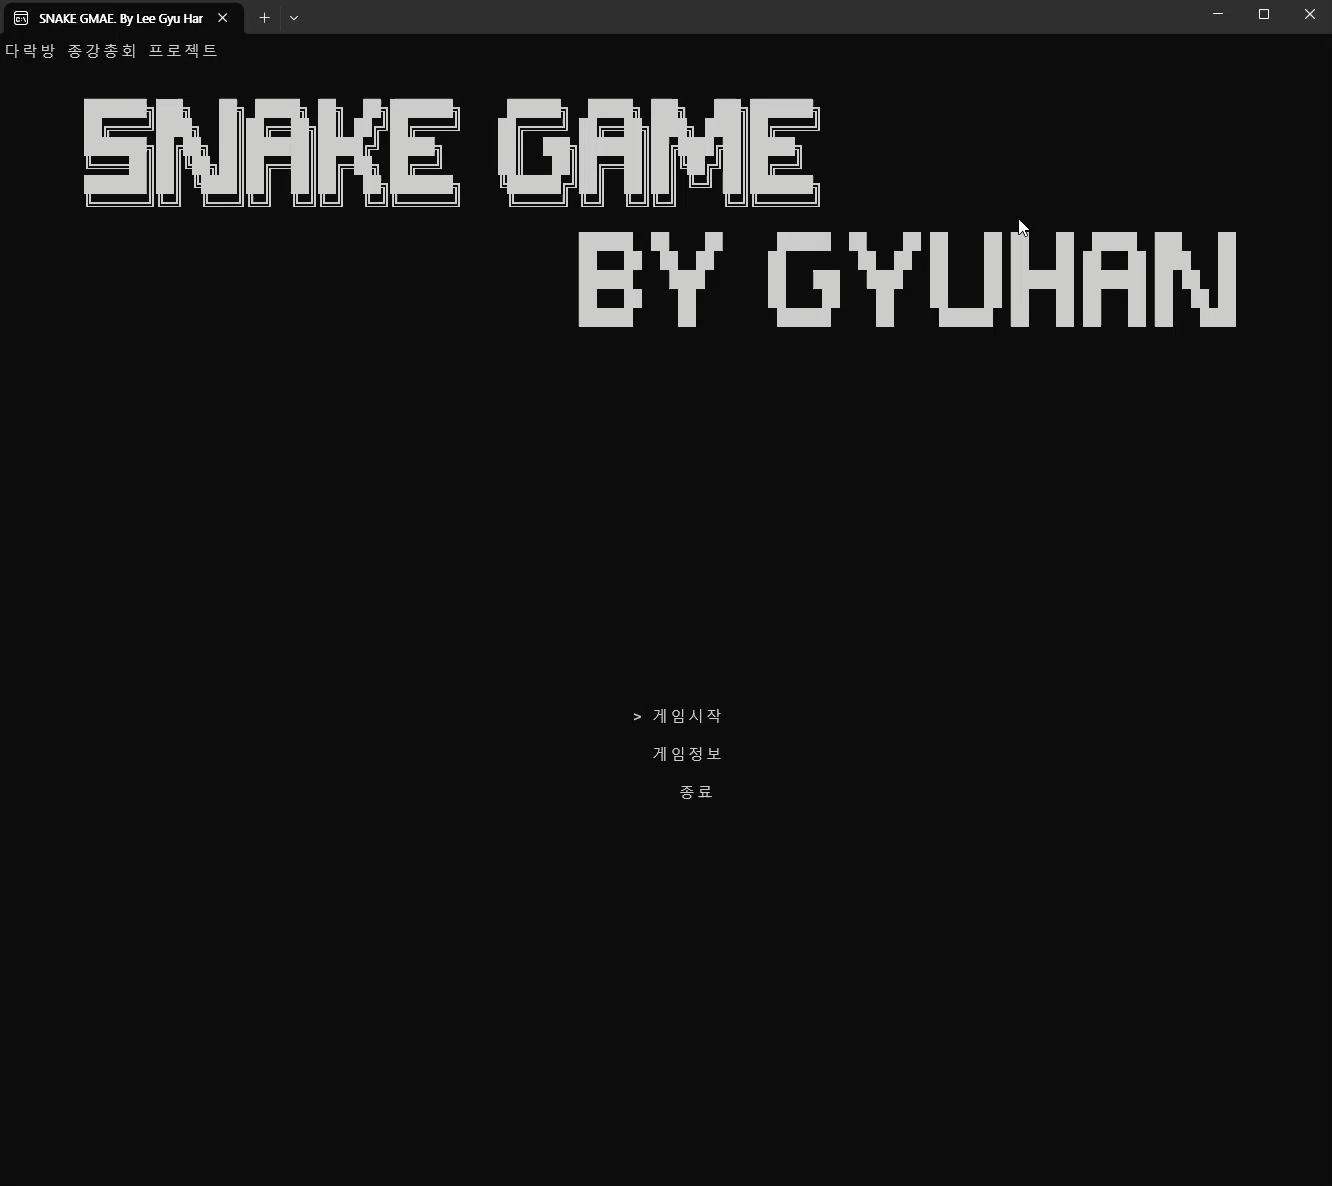 SNAKE GMAE. By Lee Gyu Har
다락방 종강총회 프로젝트
SNAKE GAME
BY GYUHAN
> 게임시작
게임정보
종료